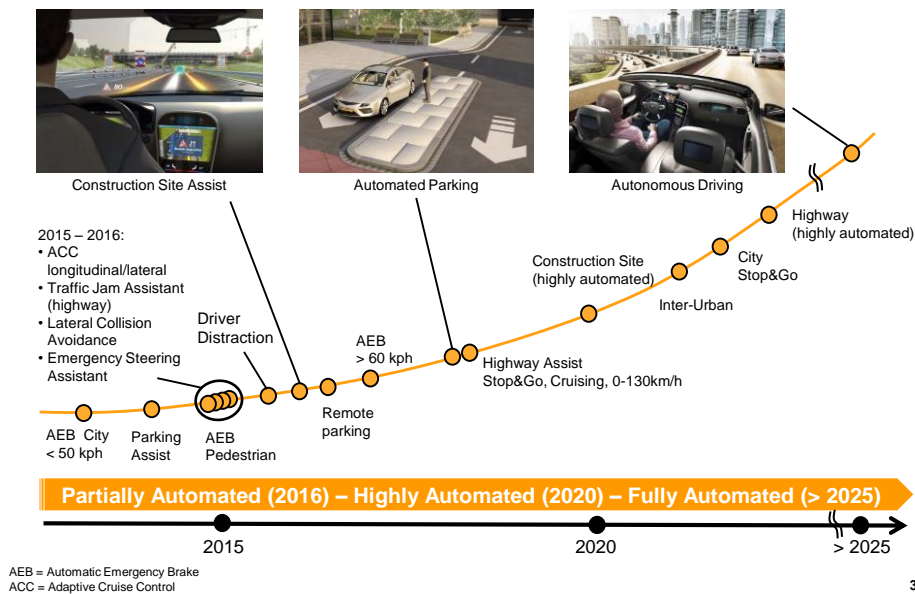 Construction Site Assist
Automated Parking
Autonomous Driving
2015 – 2016:
• ACC
longitudinal/lateral
• Traffic Jam Assistant
(highway)
• Lateral Collision
Avoidance
• Emergency Steering
Assistant
Driver
Distraction
AEB
> 60 kph
Construction Site
(highly automated)
Highway
(highly automated)
City
Stop&Go
Inter-Urban
Highway Assist
Stop&Go, Cruising, 0-130km/h
Remote
parking
AEB City
< 50 kph
Parking
Assist
AEB
Pedestrian
Partially Automated (2016) – Highly Automated (2020) – Fully Automated (> 2025)
2015
2020
> 2025
AEB = Automatic Emergency Brake
ACC = Adaptive Cruise Control
3
80